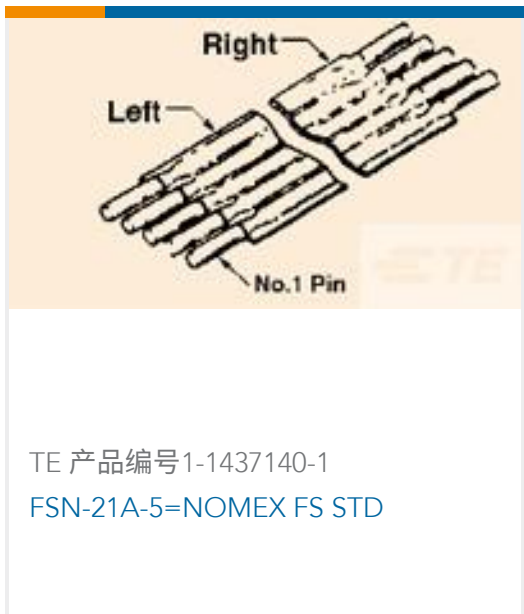 Right
Left
No.1 Pin
TE
TE 产品编号1-1437140-1
FSN-21A-5=NOMEX FS STD